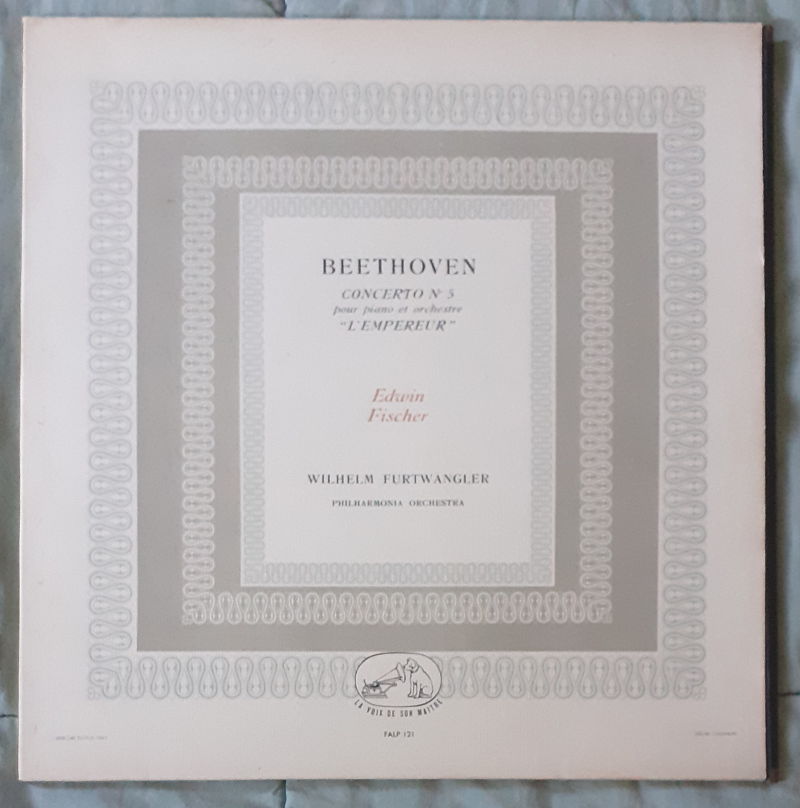 BEETHOVEN
CONCERTO Nº 5
pour piano et orchestre
"L'EMPEREUR"
Edwin
Fischer
WILHELM FURTWANGLER
PHILHARMONIA ORCHESTRA
LA VOIX DE SON MAITRE
FALP 121